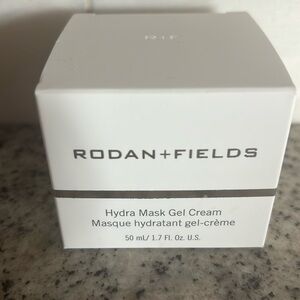 R+F
RODAN+FIELDS
Hydra Mask Gel Cream
Masque hydratant gel-crème
50 mL/ 1.7 Fl. Oz. U.S.